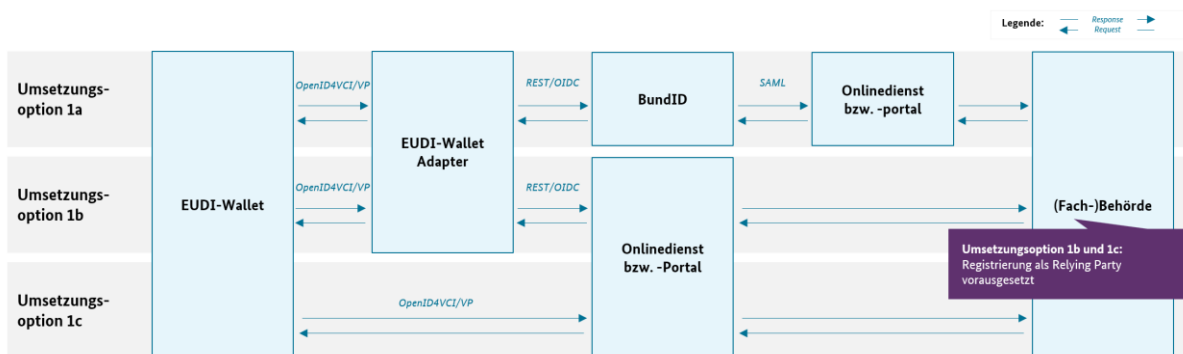 Legende:
Response
Request
Umsetzungs-
option 1a
OpenID4VCI/VP
REST/OIDC
BundID
SAML
Onlinedienst
bzw. -portal
EUDI-Wallet
Adapter
Umsetzungs-
option 1b
EUDI-Wallet
OpenID4VCI/VP
REST/OIDC
(Fach-)Behörde
Onlinedienst
bzw. -Portal
Umsetzungsoption 1b und 1c:
Registrierung als Relying Party
vorausgesetzt
Umsetzungs-
option 1c
OpenID4VCI/VP